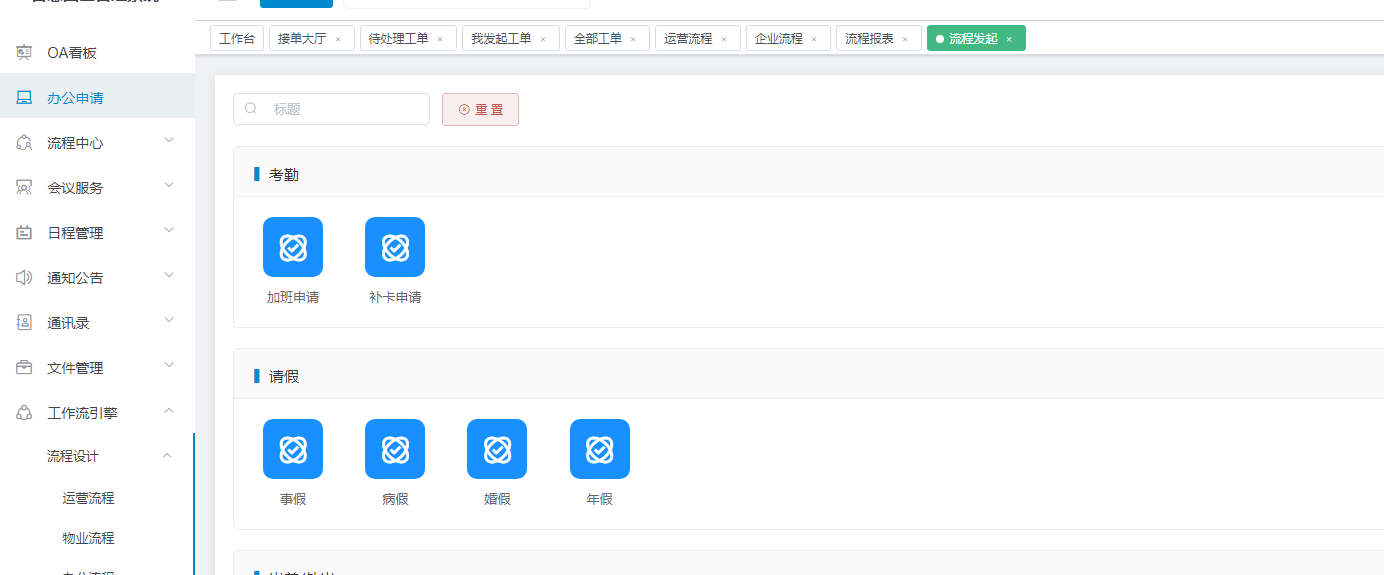 工作台 接单大厅 × 待处理工单 × 我发起工单 × 全部工单 × 运营流程 × 企业流程 × 流程报表 × 流程发起 ×
OA看板
办公申请
流程中心
会议服务
日程管理
通知公告
通讯录
文件管理
工作流引擎
流程设计
运营流程
物业流程
标题 重 置
考勤
加班申请 补卡申请
请假
事假 病假 婚假 年假